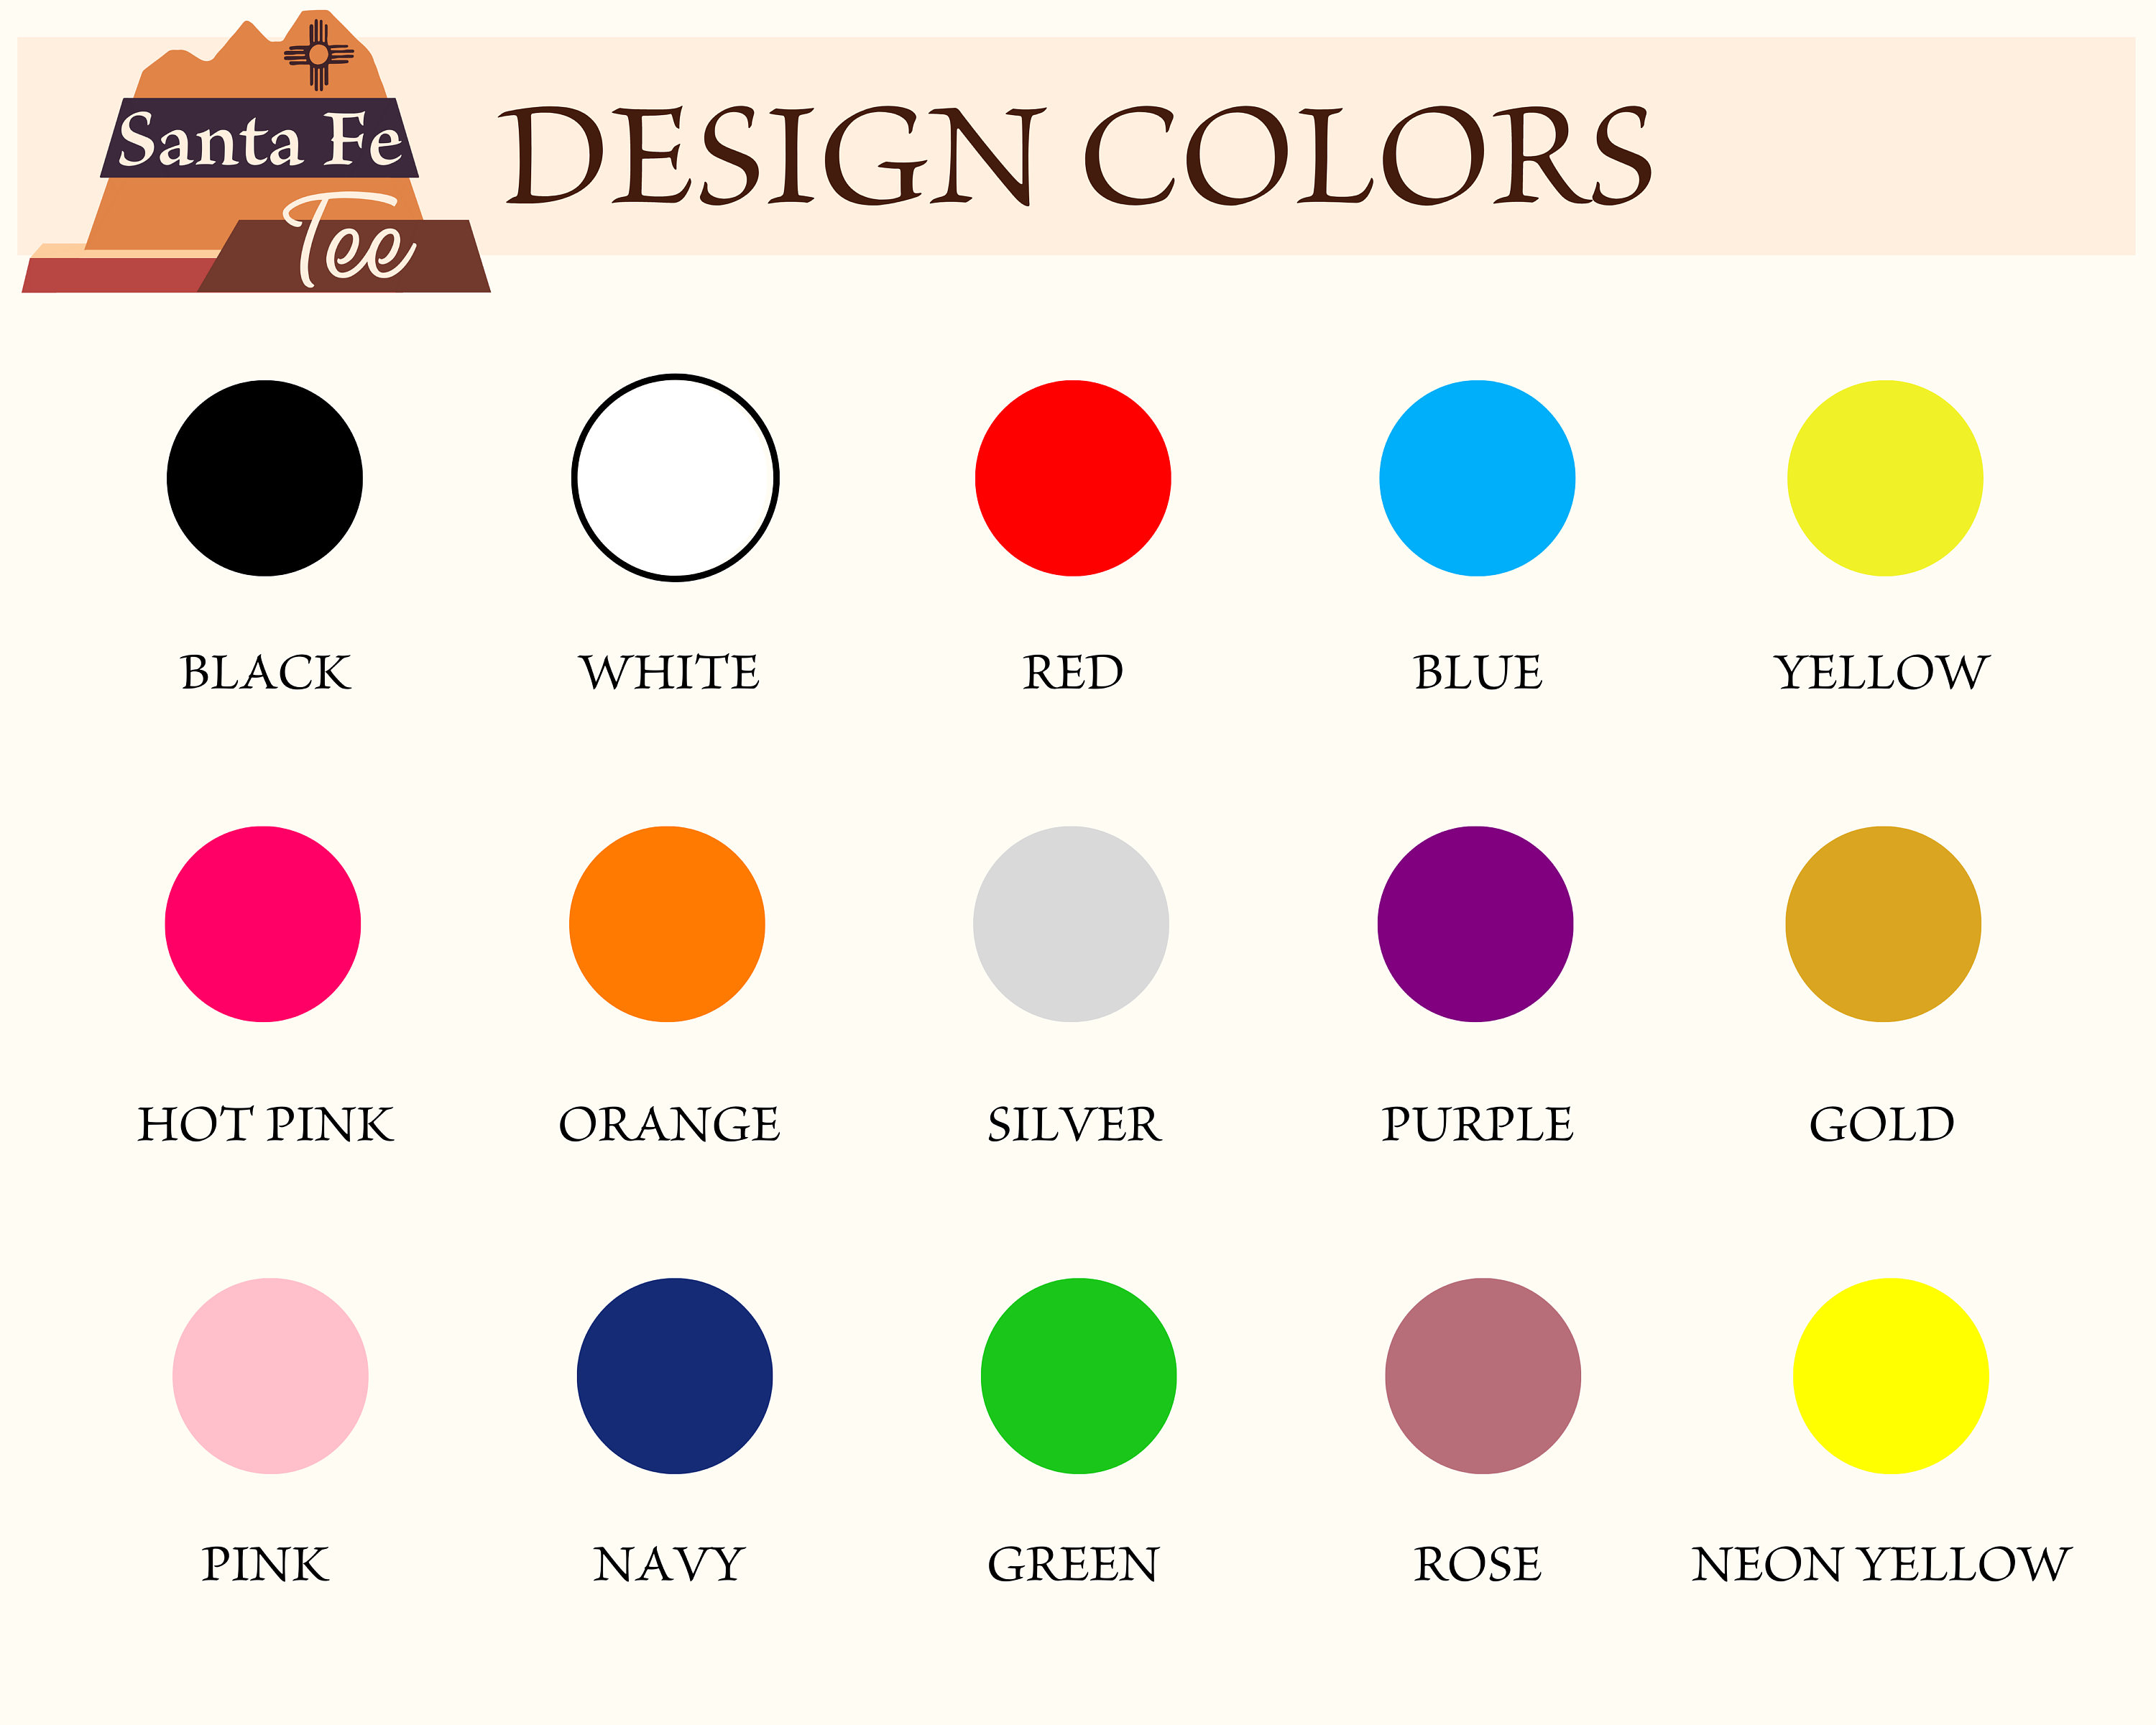 Santa Fe
Tee
DESIGN COLORS
BLACK
WHITE
RED
BLUE
YELLOW
HOT PINK
ORANGE
SILVER
PURPLE
GOLD
PINK
NAVY
GREEN
ROSE
NEON YELLOW